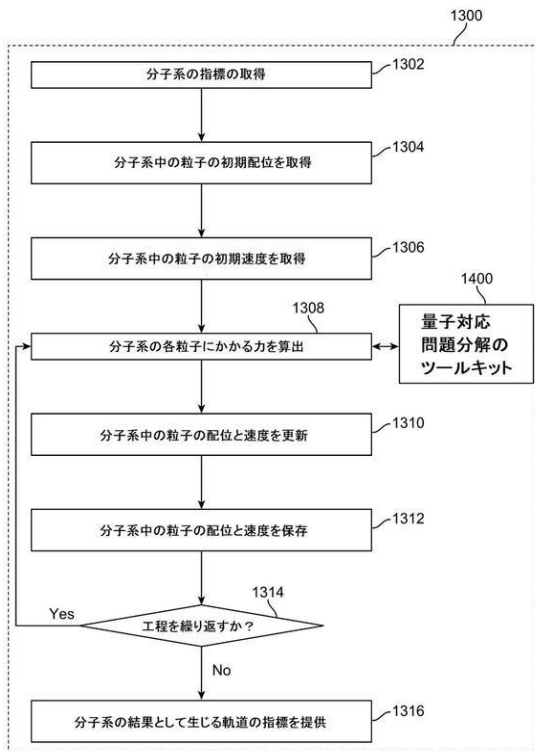 1300
分子系の指標の取得
1302
分子系中の粒子の初期配位を取得
1304
分子系中の粒子の初期速度を取得
1306
1308
分子系の各粒子にかかる力を算出
1400
量子対応
問題分解の
ツールキット
分子系中の粒子の配位と速度を更新
1310
分子系中の粒子の配位と速度を保存
1312
1314
工程を繰り返すか？
Yes
No
分子系の結果として生じる軌道の指標を提供
1316